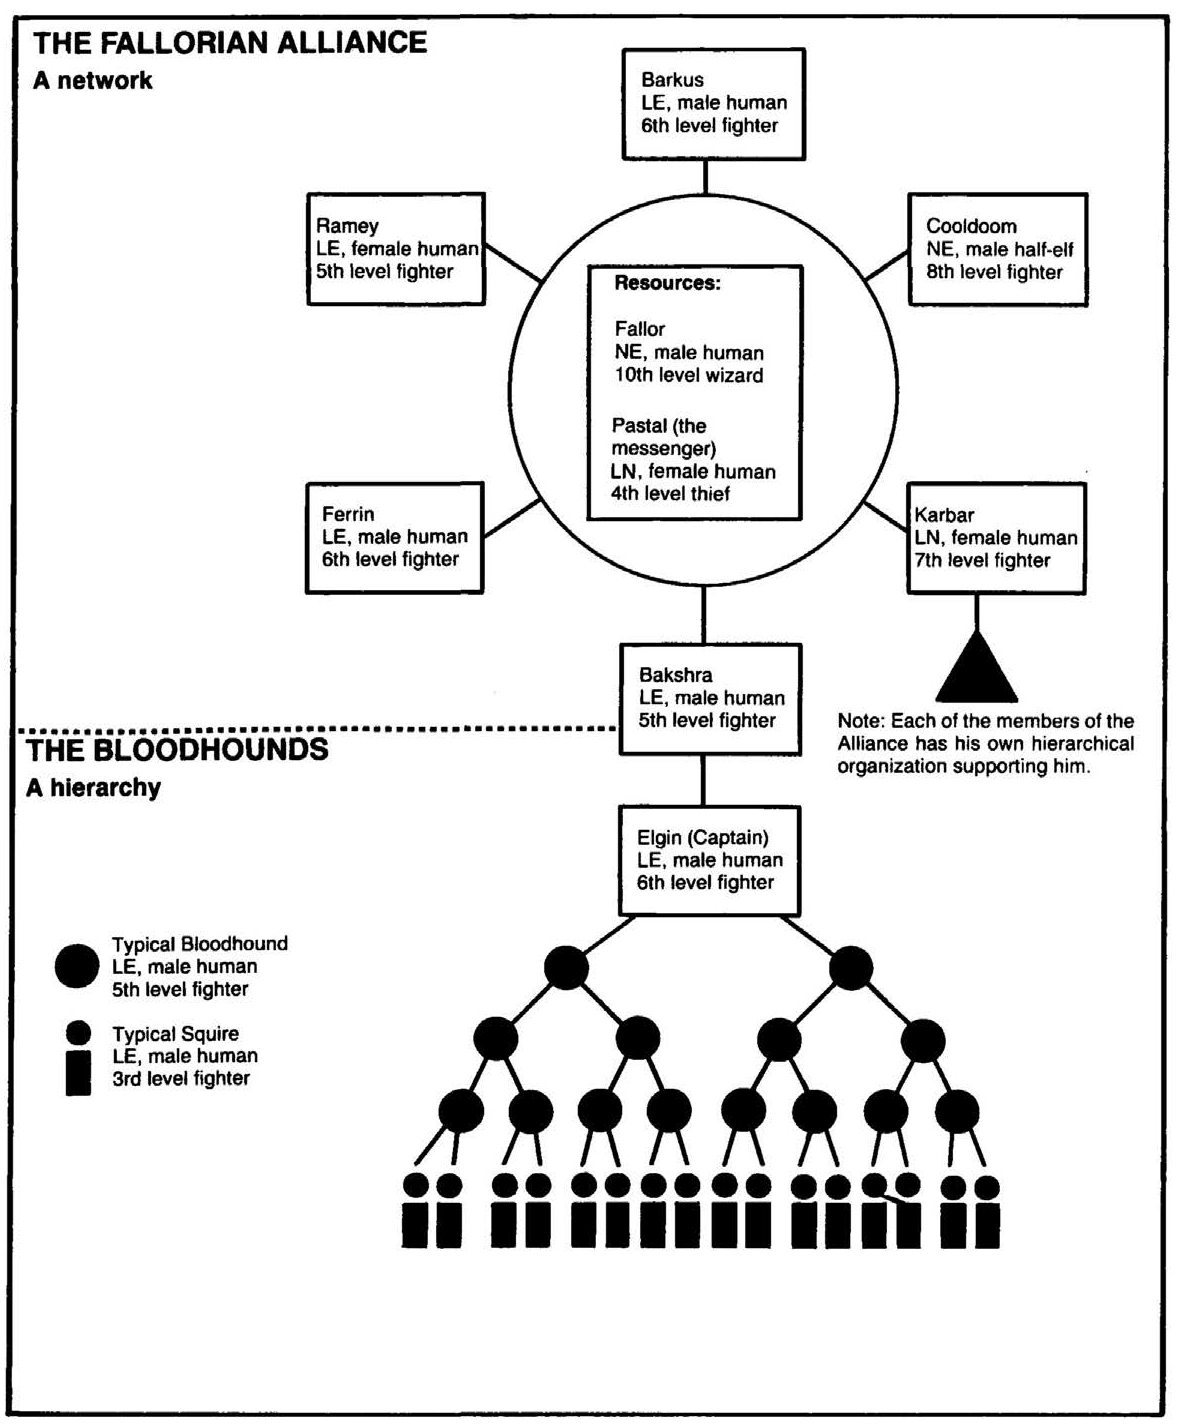 THE FALLORIAN ALLIANCE
A network
Barkus
LE, male human
6th level fighter
Ramey
LE, female human
5th level fighter
Cooldoom
NE, male half-elf
8th level fighter
Resources:
Fallor
NE, male human
10th level wizard
Pastal (the
messenger)
LN, female human
4th level thief
Ferrin
LE, male human
6th level fighter
Karbar
LN, female human
7th level fighter
Bakshra
LE, male human
5th level fighter
Note: Each of the members of the
Alliance has his own hierarchical
organization supporting him.
THE BLOODHOUNDS
A hierarchy
Elgin (Captain)
LE, male human
6th level fighter
Typical Bloodhound
LE, male human
5th level fighter
Typical Squire
LE, male human
3rd level fighter